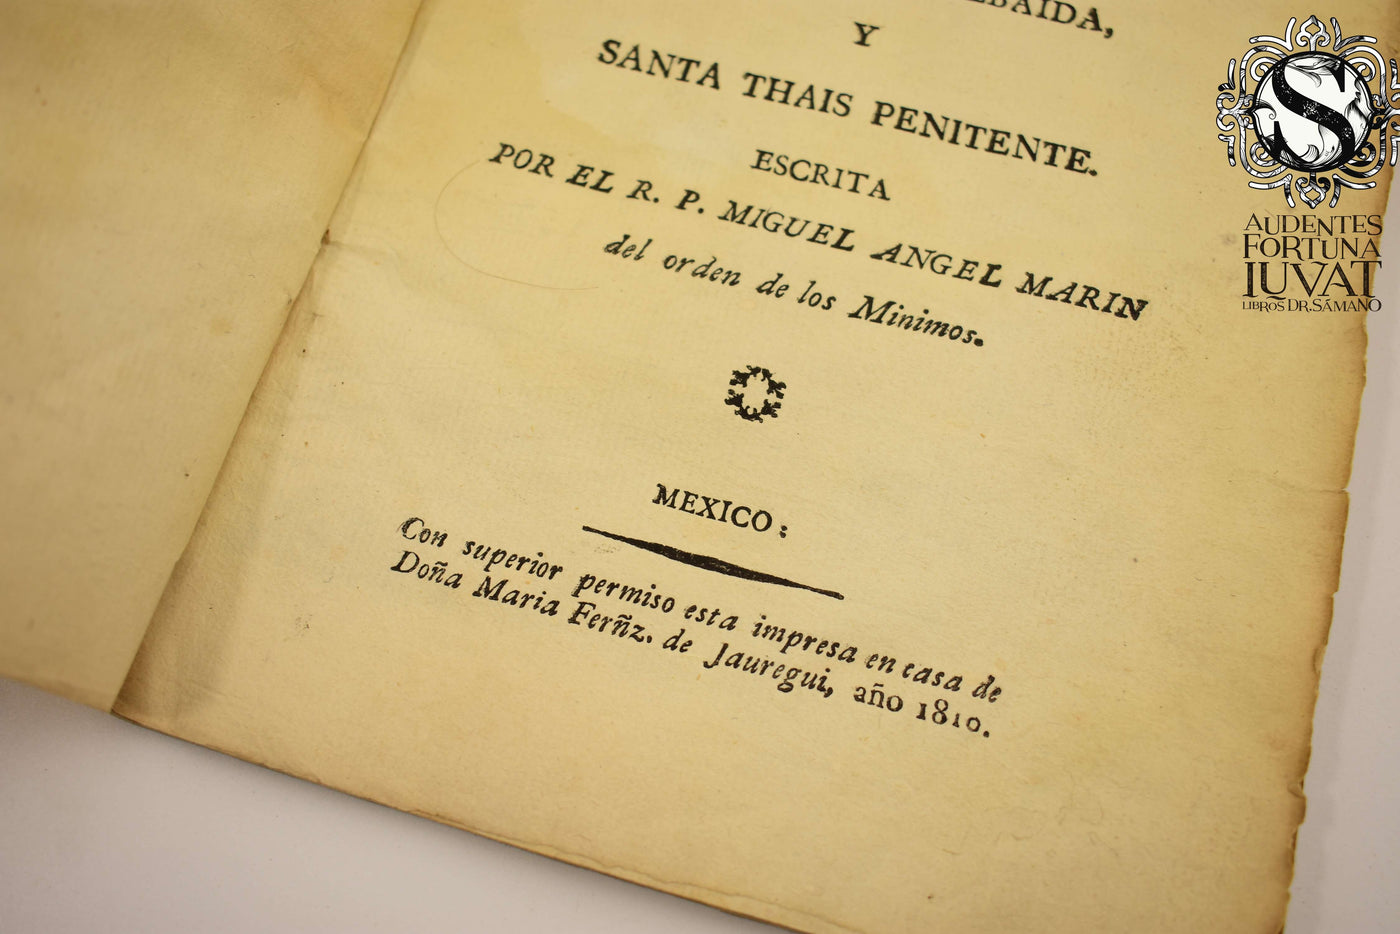 Y
SANTA THAIS PENITENTE.
ESCRITA
POR EL R. P. MIGUEL ANGEL MARIN
del orden de los Minimos.
MEXICO:
Con superior permiso esta impresa en casa de
Doña Maria Ferñz. de Jauregui, año 1810.
S
AUDENTES
FORTUNA
IUVAT
LIBROS DR. SÁMANO